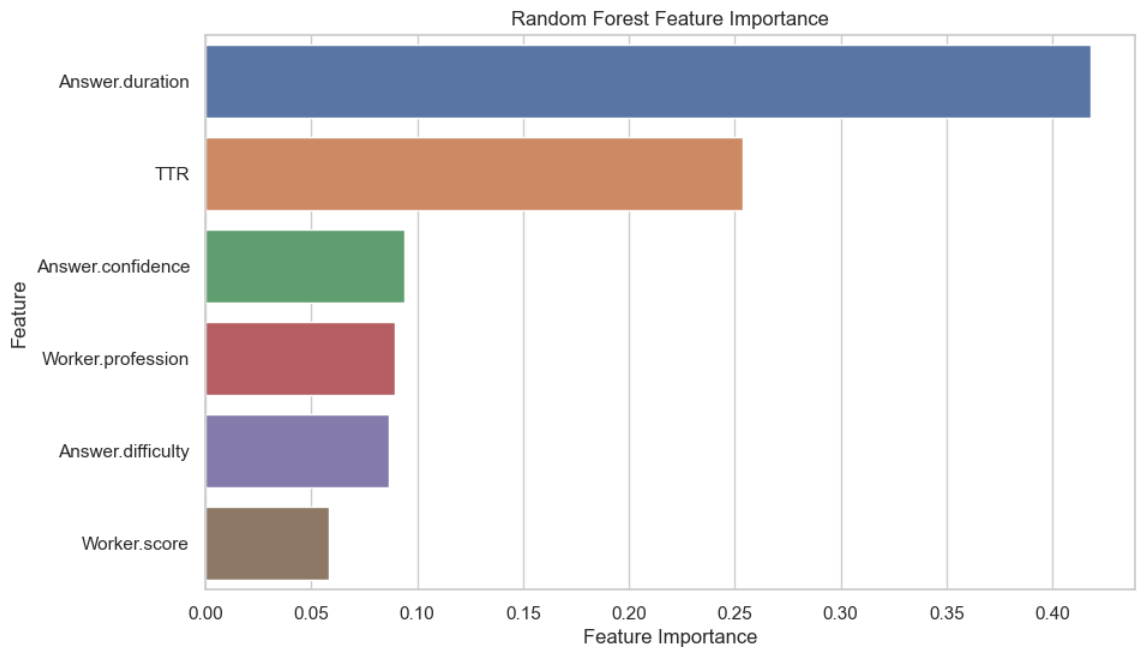 Random Forest Feature Importance
Answer.duration
TTR
Answer.confidence
Worker.profession
Answer.difficulty
Worker.score
Feature
0.00 0.05 0.10 0.15 0.20 0.25 0.30 0.35 0.40
Feature Importance